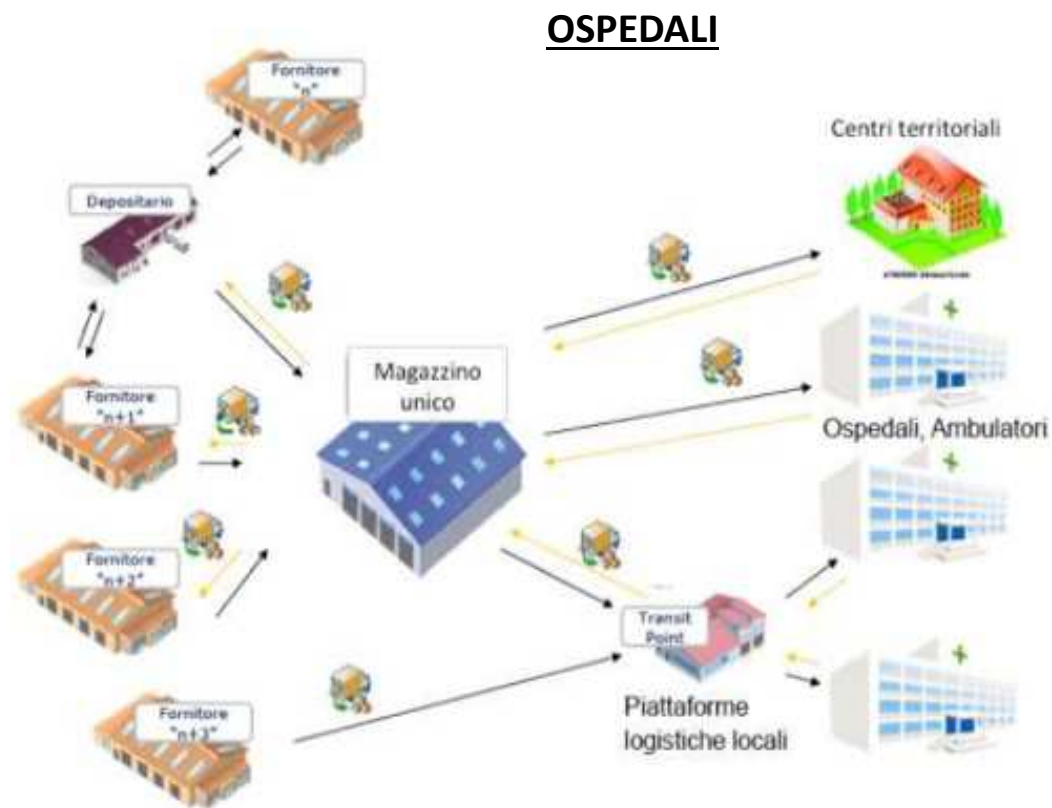 OSPEDALI
Fornitore
"n"
Centri territoriali
Depositario
Magazzino
unico
Fornitore
"n+1"
Ospedali, Ambulatori
Fornitore
"n+2"
Transit
Point
Fornitore
"n+3"
Piattaforme
logistiche locali